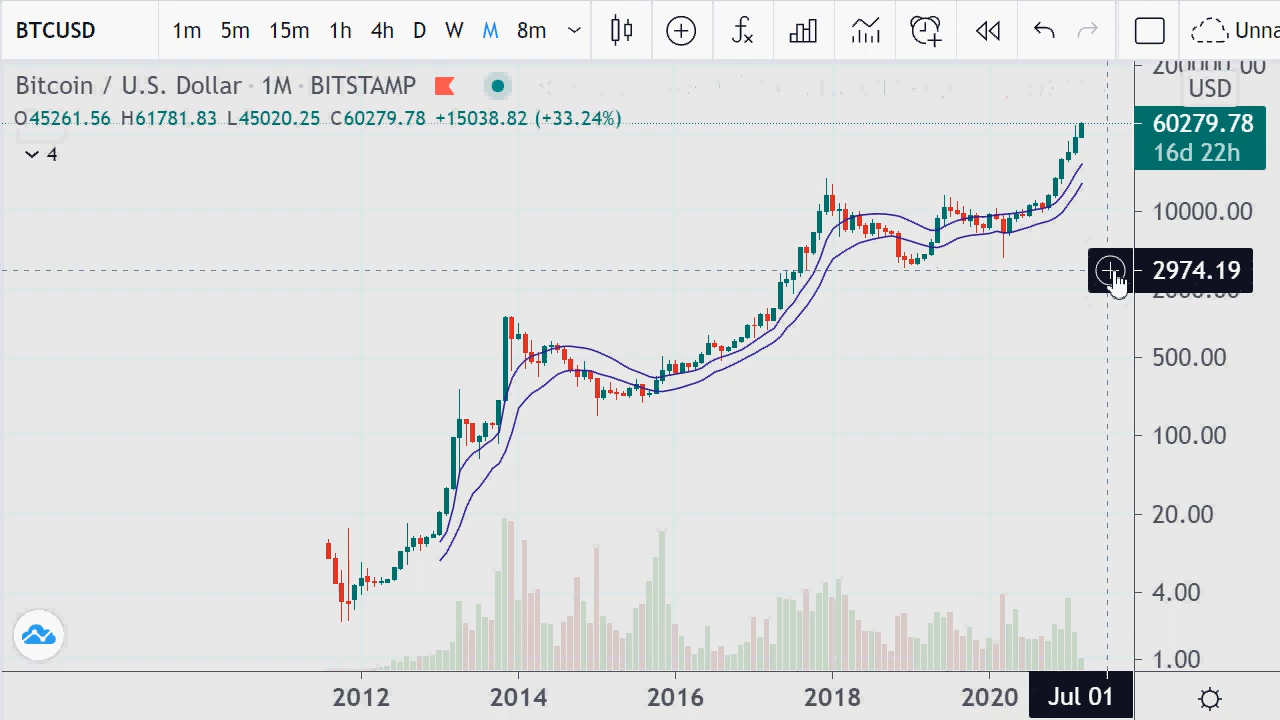 BTCUSD 1m 5m 15m 1h 4h D W M 8m Unna
Bitcoin / U.S. Dollar · 1M · BITSTAMP
O45261.56 H61781.83 L45020.25 C60279.78 +15038.82 (+33.24%)
4
USD
60279.78
16d 22h
10000.00
2974.19
500.00
100.00
20.00
4.00
1.00
2012 2014 2016 2018 2020 Jul 01